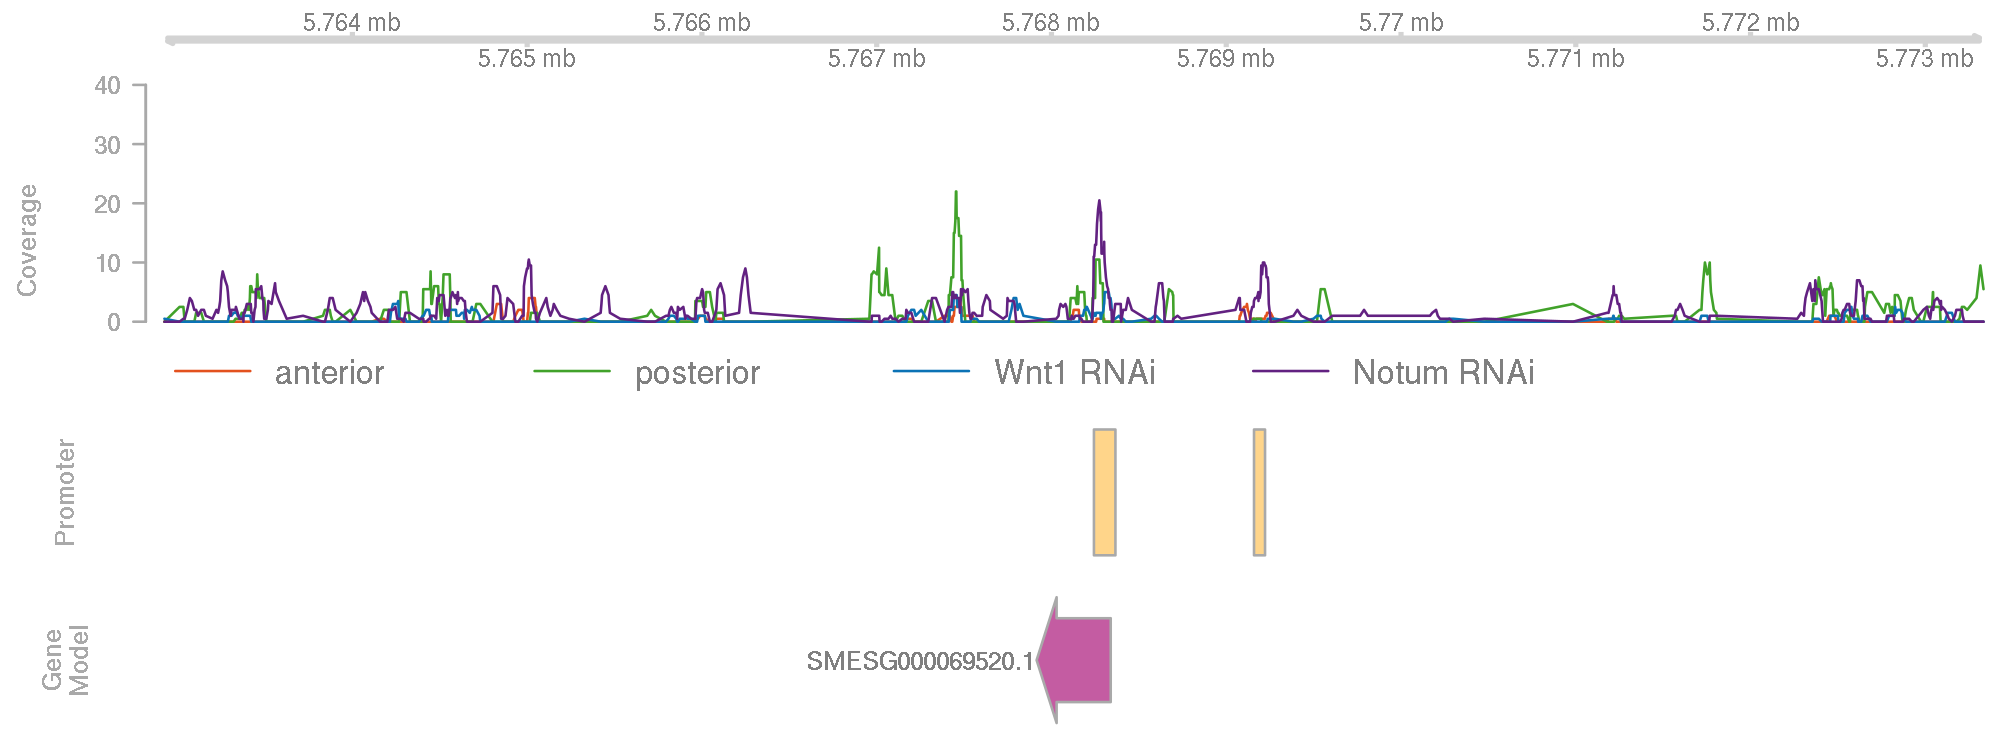 5.764 mb 5.766 mb 5.768 mb 5.77 mb 5.772 mb
5.765 mb 5.767 mb 5.769 mb 5.771 mb 5.773 mb
Coverage
40
30
20
10
0
anterior posterior Wnt1 RNAi Notum RNAi
Promoter
Gene
Model
SMESG000069520.1